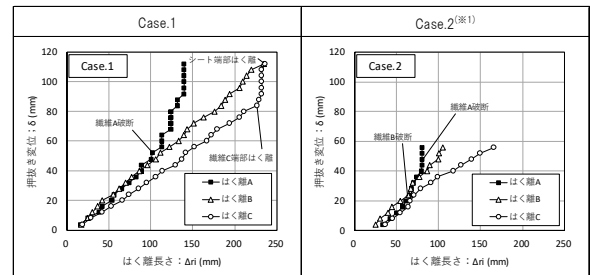 Case.1
Case.2(※1)
Case.1
シート端部はく離
繊維A破断
繊維C端部はく離
はく離A
はく離B
はく離C
押抜き変位：δ (mm)
120
100
80
60
40
20
0
0 50 100 150 200 250
はく離長さ：Δri (mm)
Case.2
繊維A破断
繊維B破断
はく離A
はく離B
はく離C
押抜き変位：δ (mm)
120
100
80
60
40
20
0
0 50 100 150 200 250
はく離長さ：Δri (mm)